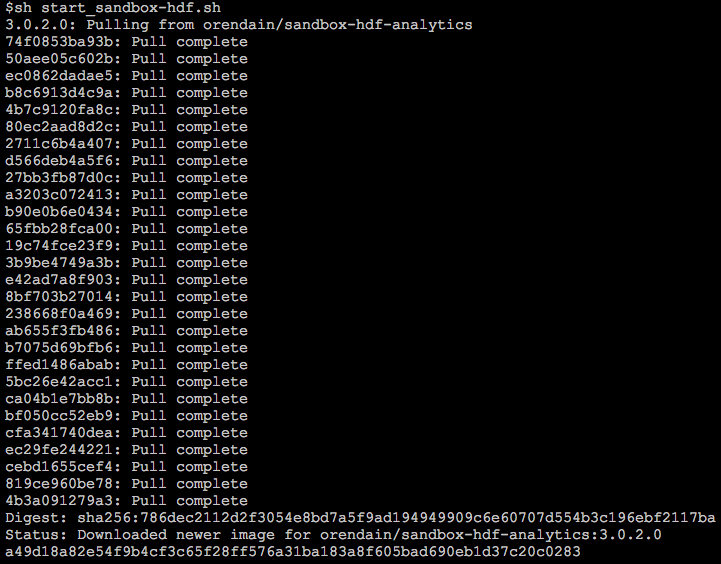 $sh start_sandbox-hdf.sh
3.0.2.0: Pulling from orendain/sandbox-hdf-analytics
74f0853ba93b: Pull complete
50aee05c602b: Pull complete
ec0862dadae5: Pull complete
b8c6913d4c9a: Pull complete
4b7c9120fa8c: Pull complete
80ec2aad8d2c: Pull complete
2711c6b4a407: Pull complete
d566deb4a5f6: Pull complete
27bb3fb87d0c: Pull complete
a3203c072413: Pull complete
b90e0b6e0434: Pull complete
65fbb28fca00: Pull complete
19c74fce23f9: Pull complete
3b9be4749a3b: Pull complete
e42ad7a8f903: Pull complete
8bf703b27014: Pull complete
238668f0a469: Pull complete
ab655f3fb486: Pull complete
b7075d69bfb6: Pull complete
ffed1486abab: Pull complete
5bc26e42acc1: Pull complete
ca04b1e7bb8b: Pull complete
bf050cc52eb9: Pull complete
cfa341740dea: Pull complete
ec29fe244221: Pull complete
cebd1655cef4: Pull complete
819ce960be78: Pull complete
4b3a091279a3: Pull complete
Digest: sha256:786dec2112d2f3054e8bd7a5f9ad194949909c6e60707d554b3c196ebf2117ba
Status: Downloaded newer image for orendain/sandbox-hdf-analytics:3.0.2.0
a49d18a82e54f9b4cf3c65f28ff576a31ba183a8f605bad690eb1d37c20c0283